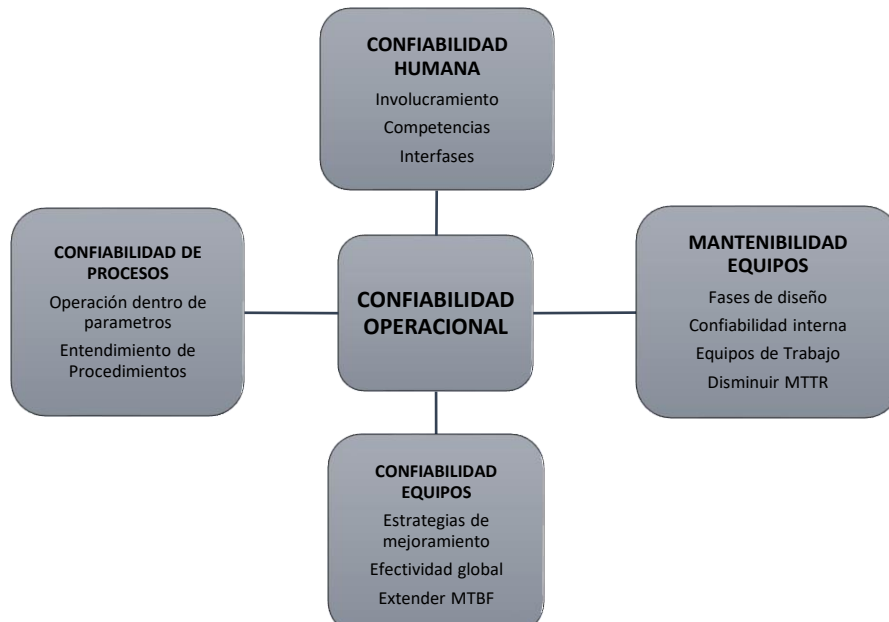 CONFIABILIDAD
HUMANA
Involucramiento
Competencias
Interfases
CONFIABILIDAD DE
PROCESOS
Operación dentro de
parametros
Entendimiento de
Procedimientos
CONFIABILIDAD
OPERACIONAL
MANTENIBILIDAD
EQUIPOS
Fases de diseño
Confiabilidad interna
Equipos de Trabajo
Disminuir MTTR
CONFIABILIDAD
EQUIPOS
Estrategias de
mejoramiento
Efectividad global
Extender MTBF